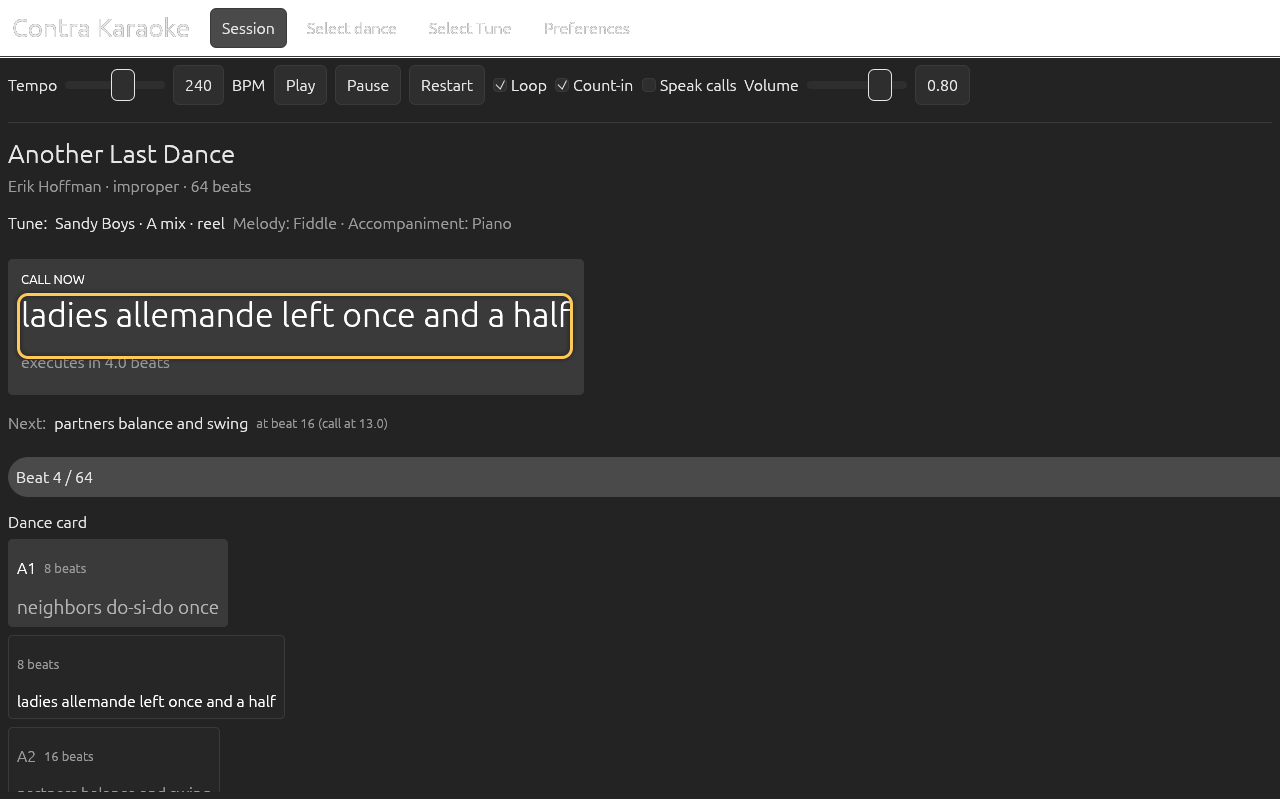 Contra Karaoke Session Select dance Select Tune Preferences
Tempo 240 BPM Play Pause Restart Loop Count-in Speak calls Volume 0.80
Another Last Dance
Erik Hoffman · improper · 64 beats
Tune: Sandy Boys · A mix · reel Melody: Fiddle · Accompaniment: Piano
CALL NOW
ladies allemande left once and a half
executes in 4.0 beats
Next: partners balance and swing at beat 16 (call at 13.0)
Beat 4 / 64
Dance card
A1 8 beats
neighbors do-si-do once
8 beats
ladies allemande left once and a half
A2 16 beats
partners balance and swing